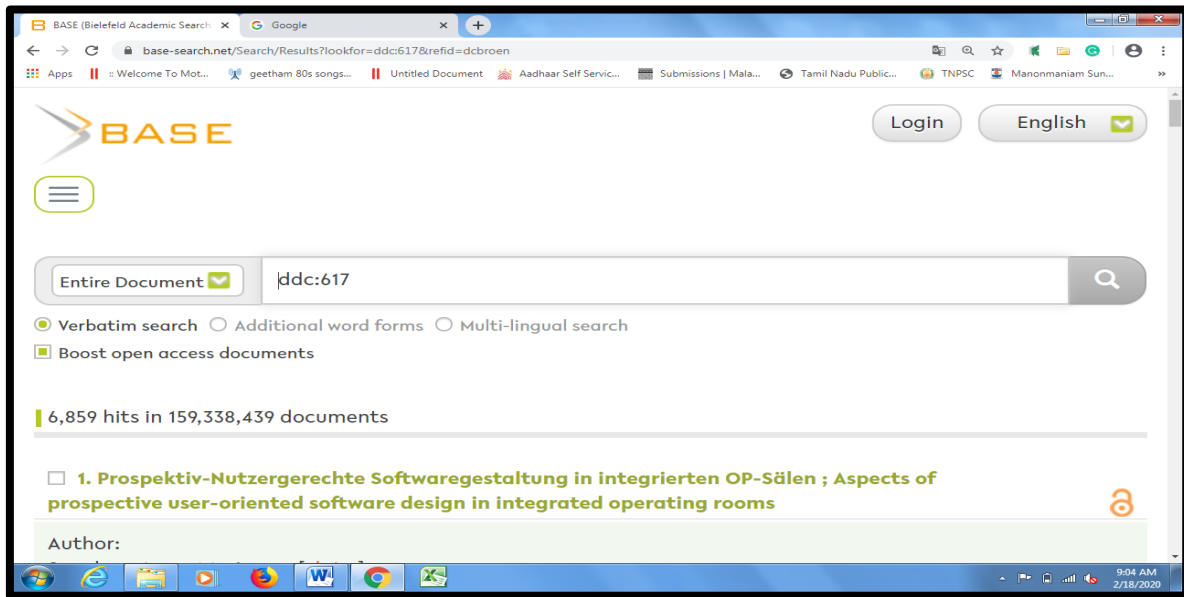 BASE (Bielefeld Academic Search
Google
base-search.net/Search/Results?lookfor=ddc:617&refid=dcbroen
Apps
:: Welcome To Mot...
geetham 80s songs...
Untitled Document
Aadhaar Self Servic...
Submissions | Mala...
Tamil Nadu Public...
TNPSC
Manonmaniam Sun...
BASE
Login
English
Entire Document
ddc:617
Verbatim search
Additional word forms
Multi-lingual search
Boost open access documents
6,859 hits in 159,338,439 documents
1. Prospektiv-Nutzergerechte Softwaregestaltung in integrierten OP-Sälen ; Aspects of
prospective user-oriented software design in integrated operating rooms
Author:
9:04 AM
2/18/2020